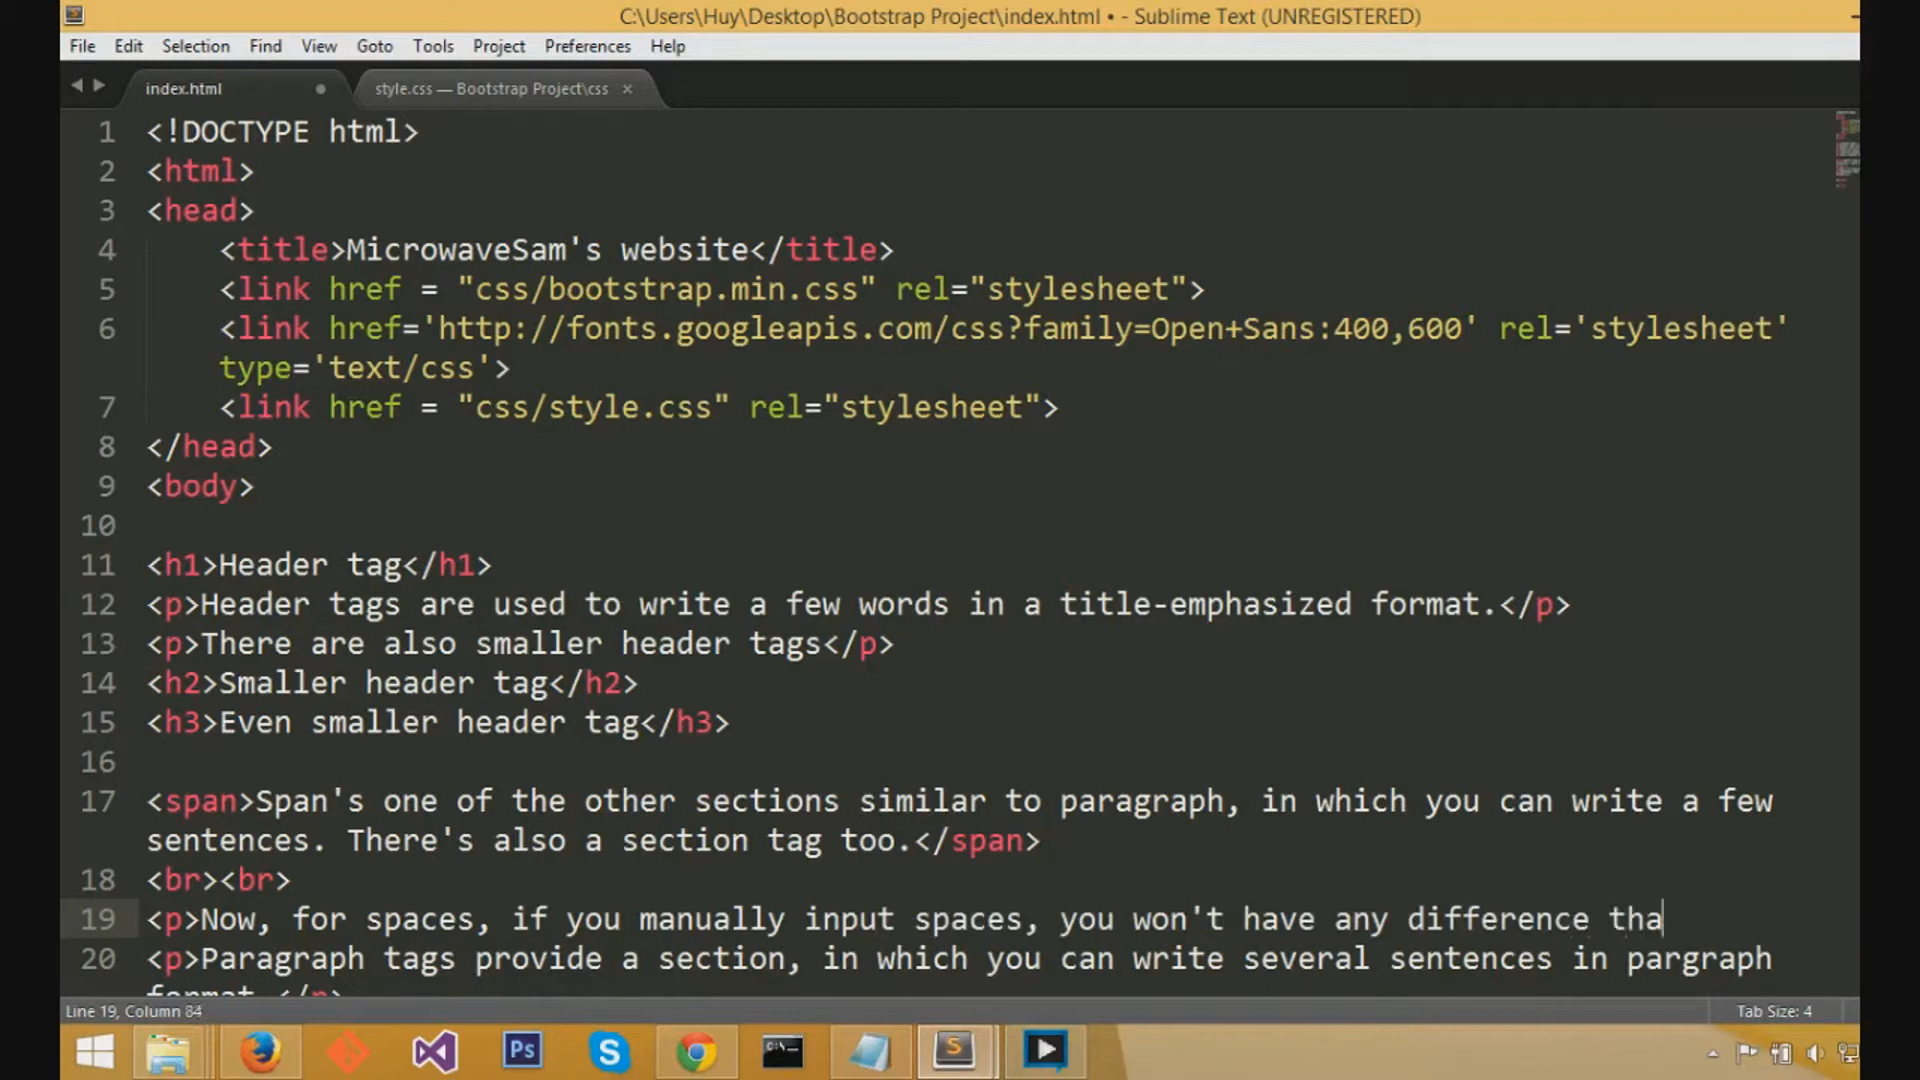 C:\Users\Huy\Desktop\Bootstrap Project\index.html • - Sublime Text (UNREGISTERED)
File Edit Selection Find View Goto Tools Project Preferences Help
index.html style.css — Bootstrap Project\css ×
1 <!DOCTYPE html>
2 <html>
3 <head>
4 <title>MicrowaveSam's website</title>
5 <link href = "css/bootstrap.min.css" rel="stylesheet">
6 <link href='http://fonts.googleapis.com/css?family=Open+Sans:400,600' rel='stylesheet'
type='text/css'>
7 <link href = "css/style.css" rel="stylesheet">
8 </head>
9 <body>
10
11 <h1>Header tag</h1>
12 <p>Header tags are used to write a few words in a title-emphasized format.</p>
13 <p>There are also smaller header tags</p>
14 <h2>Smaller header tag</h2>
15 <h3>Even smaller header tag</h3>
16
17 <span>Span's one of the other sections similar to paragraph, in which you can write a few
sentences. There's also a section tag too.</span>
18 <br><br>
19 <p>Now, for spaces, if you manually input spaces, you won't have any difference tha
20 <p>Paragraph tags provide a section, in which you can write several sentences in pargraph
format.</p>
Line 19, Column 84 Tab Size: 4
Ps